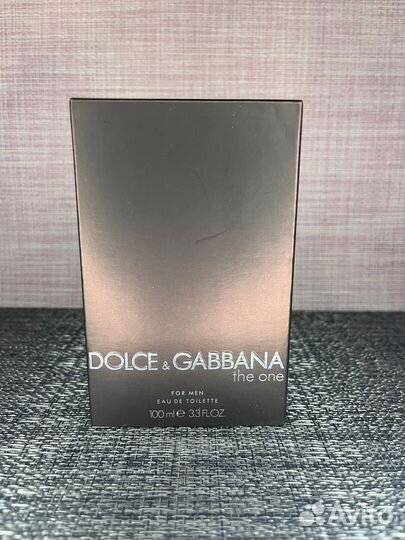 DOLCE & GABBANA
the one
FOR MEN
EAU DE TOILETTE
100 ml e 3.3 FL.OZ.
Avito